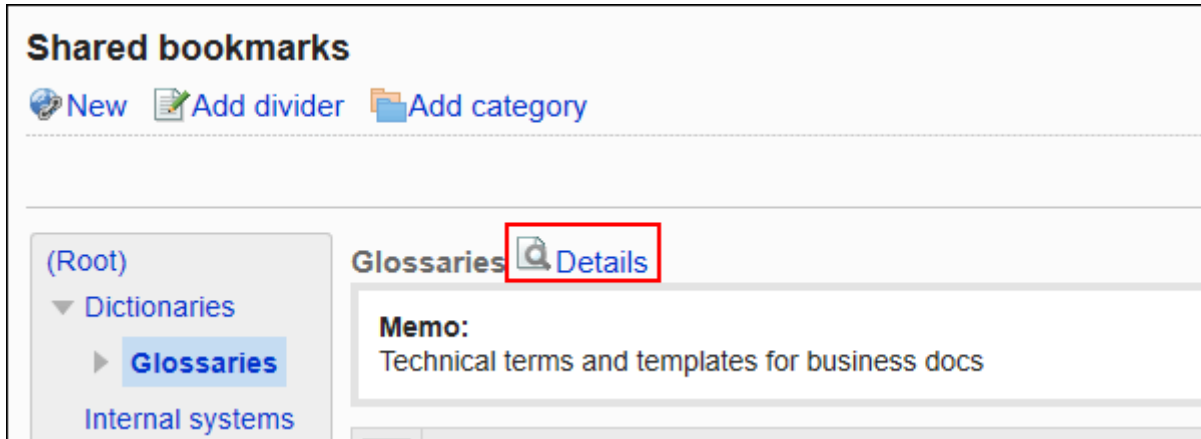 Shared bookmarks
New Add divider Add category
(Root)
Dictionaries
Glossaries
Internal systems
Glossaries Details
Memo:
Technical terms and templates for business docs